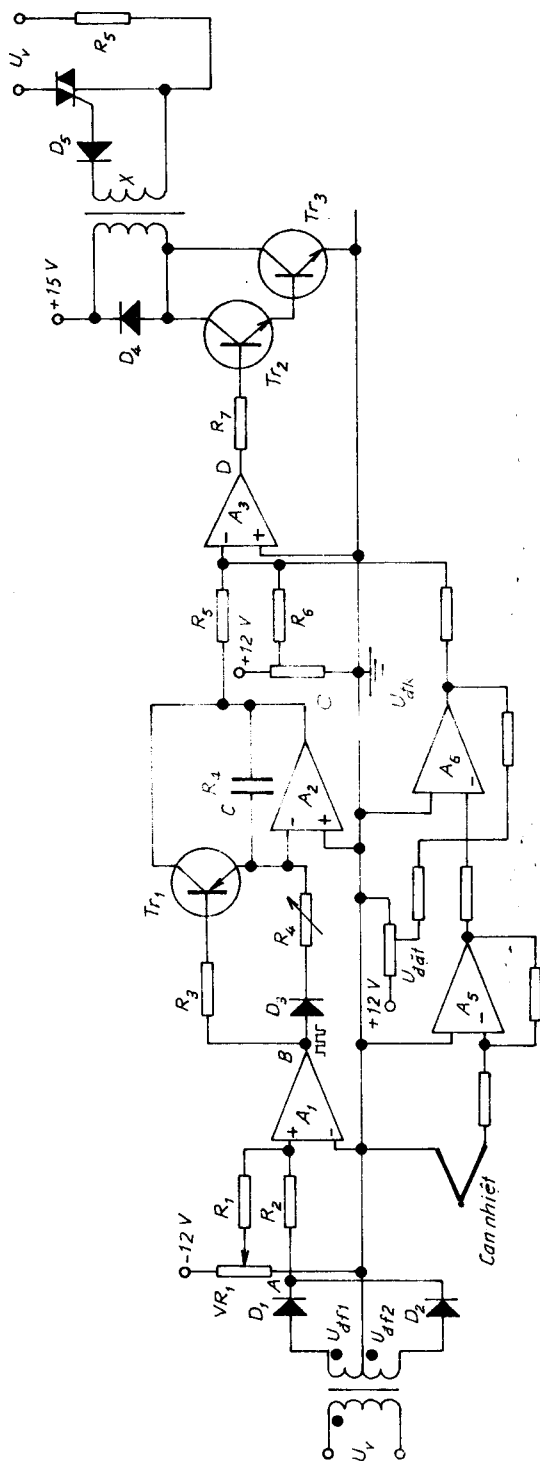 U_v
U_đf1
U_đf2
D_1
D_2
A
VR_1
-12 V
R_1
R_2
+
A_1
-
B
D_3
R_3
R_4
Tr_1
R_1
C
-
A_2
+
R_5
+12 V
R_6
C
-
A_3
+
D
R_7
Tr_2
Tr_3
D_4
+15 V
X
D_5
U_v
R_5
Can nhiệt
A_5
-
+12 V
U_đặt
A_6
-
U_đk